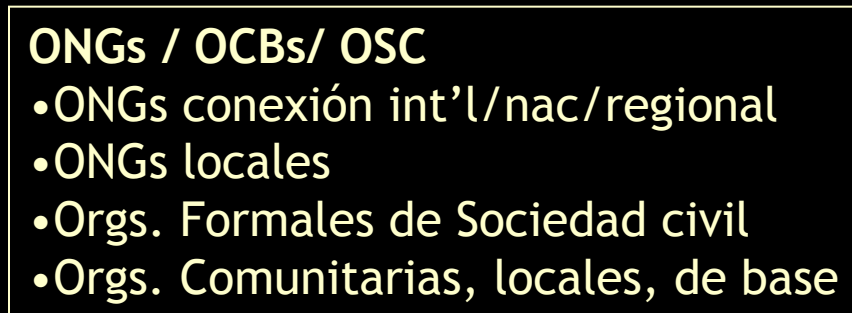 ONGs / OCBs/ OSC
•ONGs conexión int’l/nac/regional
•ONGs locales
•Orgs. Formales de Sociedad civil
•Orgs. Comunitarias, locales, de base